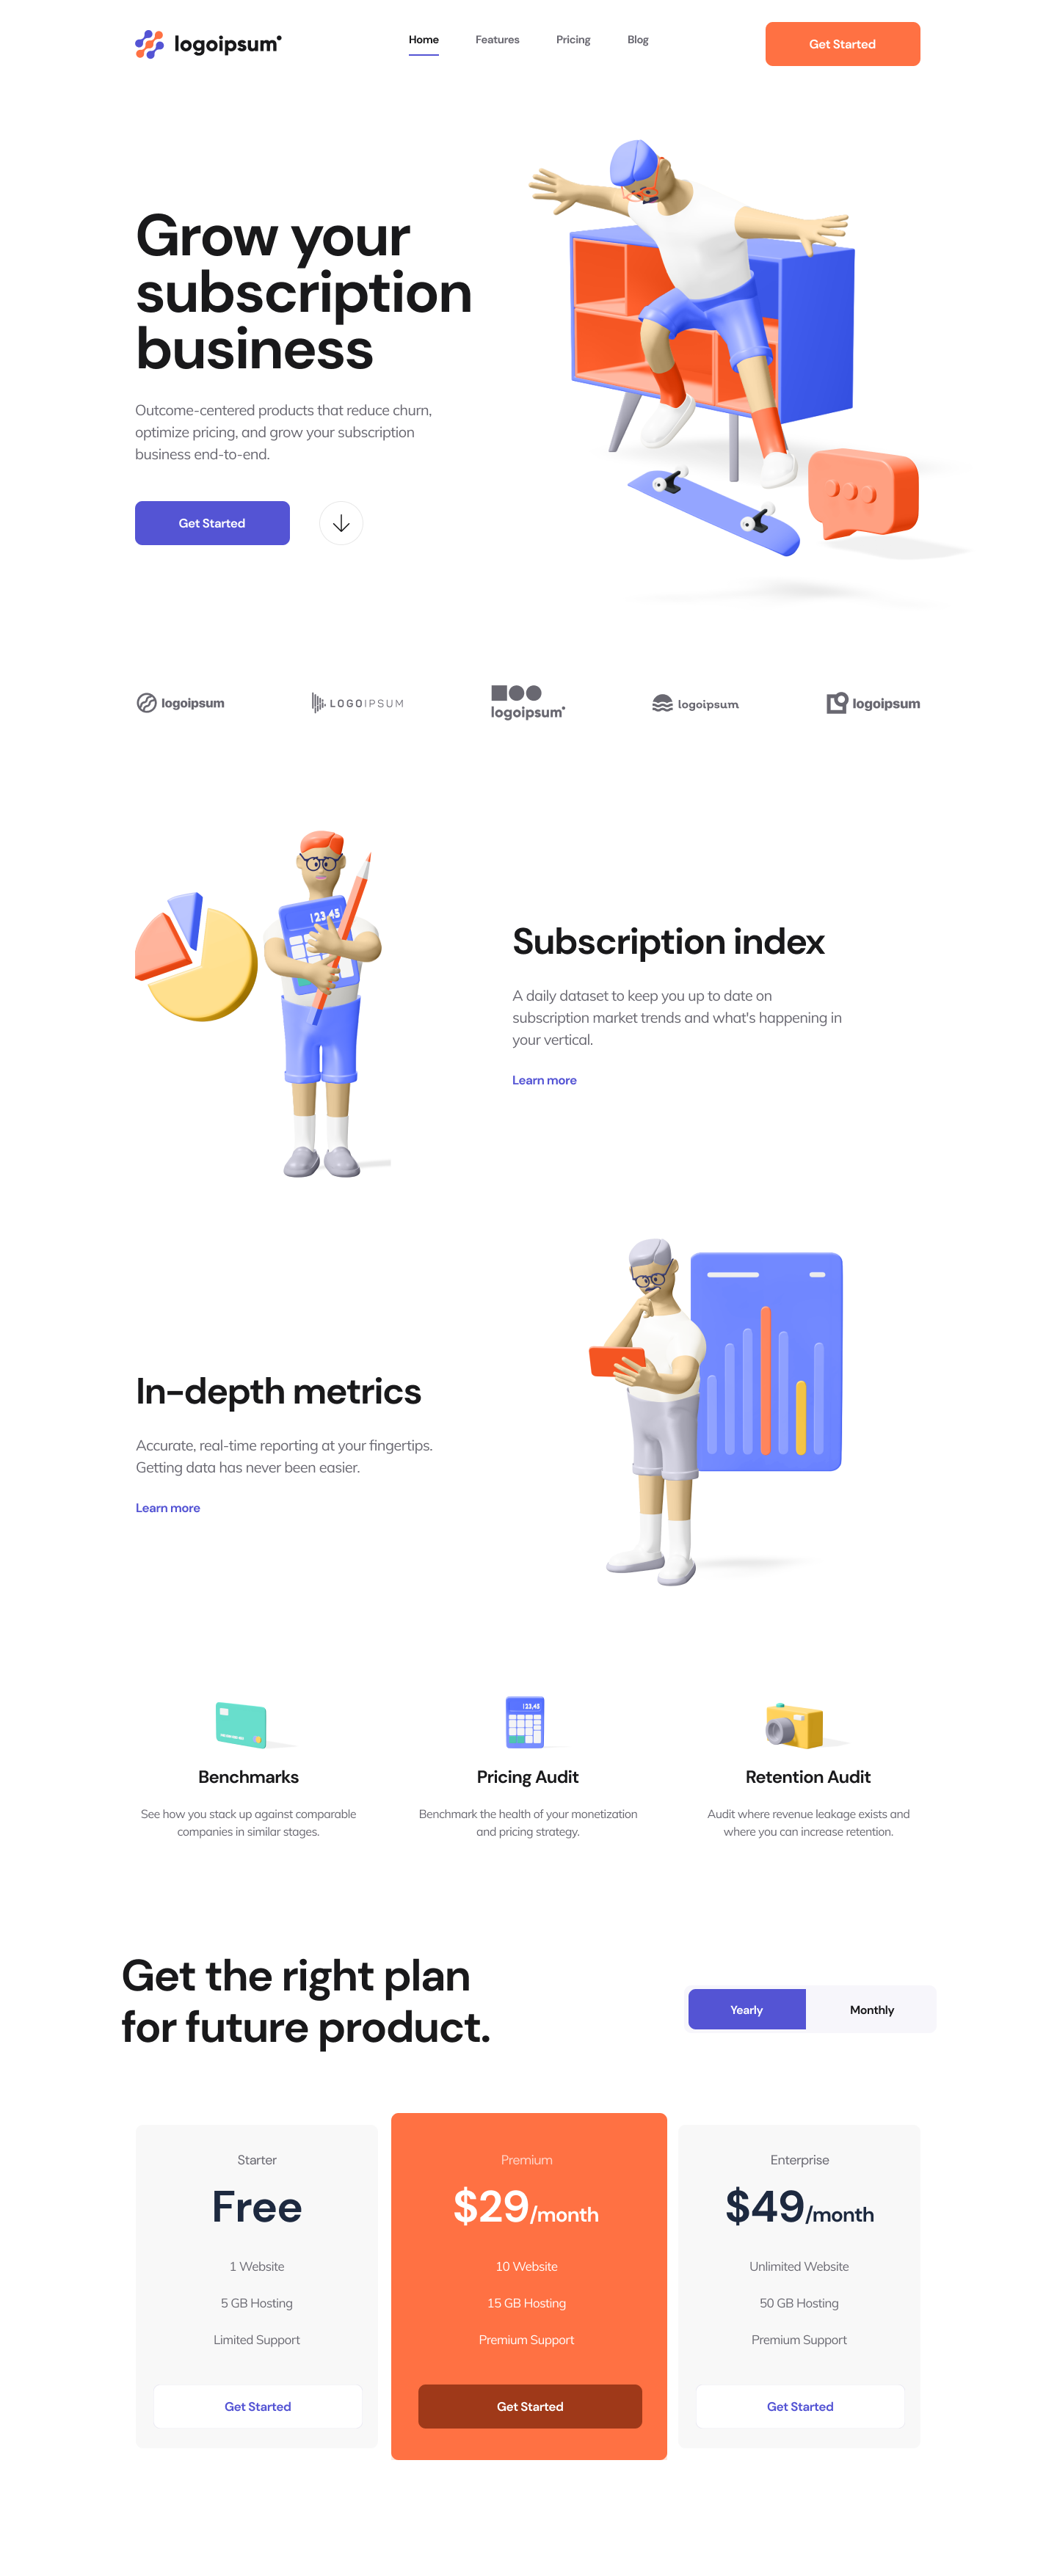 logoipsum
Home
Features
Pricing
Blog
Get Started
Grow your
subscription
business
Outcome-centered products that reduce churn,
optimize pricing, and grow your subscription
business end-to-end.
Get Started
logoipsum
LOGOIPSUM
logoipsum
logoipsum
logoipsum
123,45
Subscription index
A daily dataset to keep you up to date on
subscription market trends and what's happening in
your vertical.
Learn more
In-depth metrics
Accurate, real-time reporting at your fingertips.
Getting data has never been easier.
Learn more
123,45
Benchmarks
Pricing Audit
Retention Audit
See how you stack up against comparable
companies in similar stages.
Benchmark the health of your monetization
and pricing strategy.
Audit where revenue leakage exists and
where you can increase retention.
Get the right plan
for future product.
Yearly
Monthly
Starter
Free
1 Website
5 GB Hosting
Limited Support
Get Started
Premium
$29/month
10 Website
15 GB Hosting
Premium Support
Get Started
Enterprise
$49/month
Unlimited Website
50 GB Hosting
Premium Support
Get Started